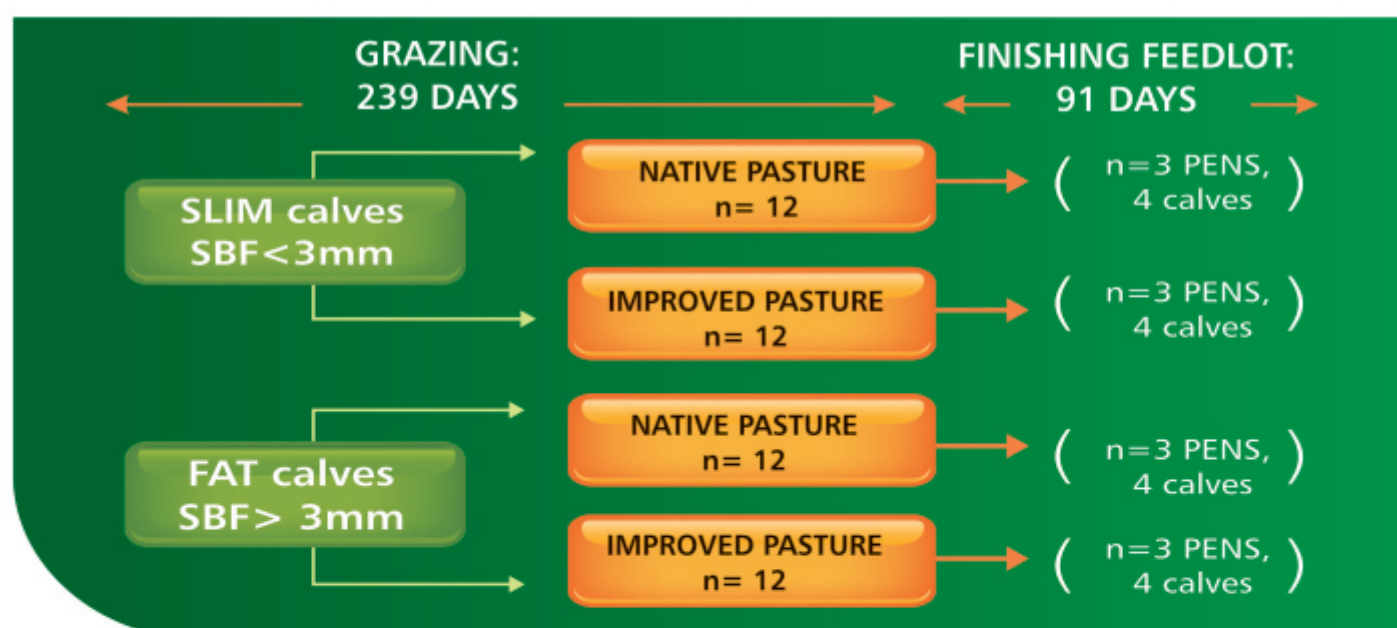 GRAZING:
239 DAYS
FINISHING FEEDLOT:
91 DAYS
SLIM calves
SBF<3mm
NATIVE PASTURE
n= 12
( n=3 PENS, )
4 calves
IMPROVED PASTURE
n= 12
( n=3 PENS, )
4 calves
FAT calves
SBF> 3mm
NATIVE PASTURE
n= 12
( n=3 PENS, )
4 calves
IMPROVED PASTURE
n= 12
( n=3 PENS, )
4 calves